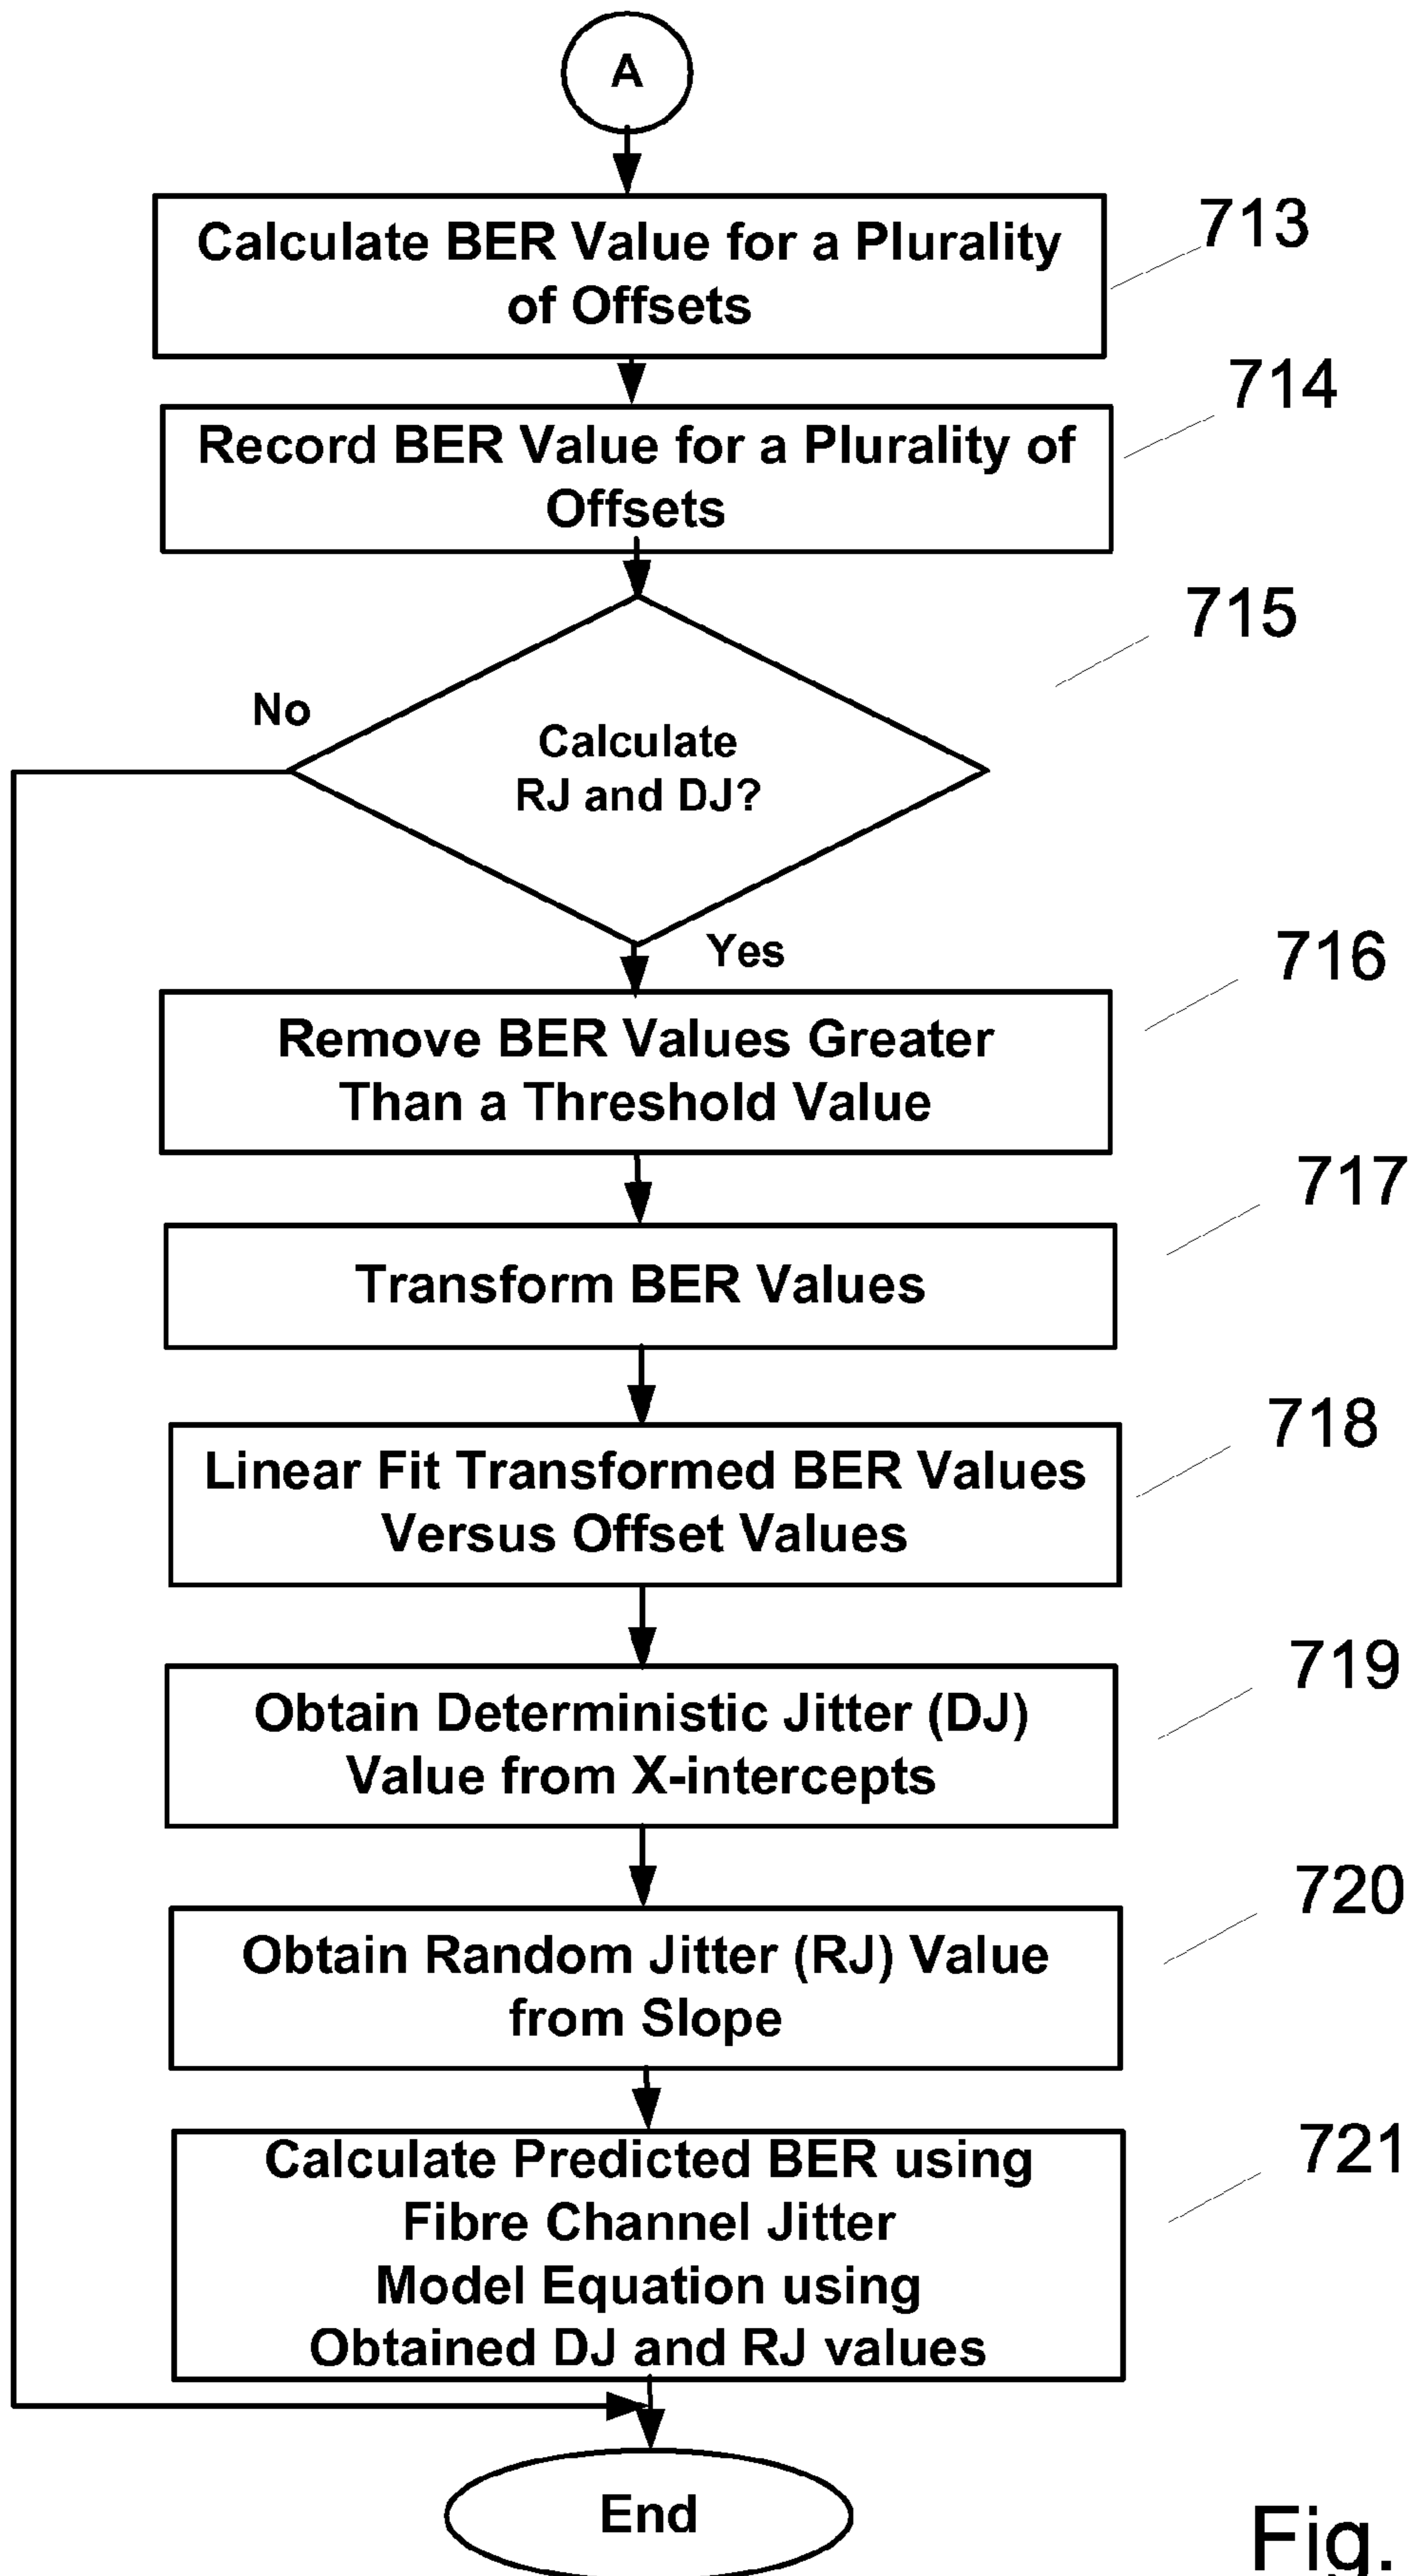 A
Calculate BER Value for a Plurality
of Offsets
713
Record BER Value for a Plurality of
Offsets
714
715
No
Calculate
RJ and DJ?
Yes
716
Remove BER Values Greater
Than a Threshold Value
717
Transform BER Values
718
Linear Fit Transformed BER Values
Versus Offset Values
719
Obtain Deterministic Jitter (DJ)
Value from X-intercepts
720
Obtain Random Jitter (RJ) Value
from Slope
721
Calculate Predicted BER using
Fibre Channel Jitter
Model Equation using
Obtained DJ and RJ values
End
Fig.